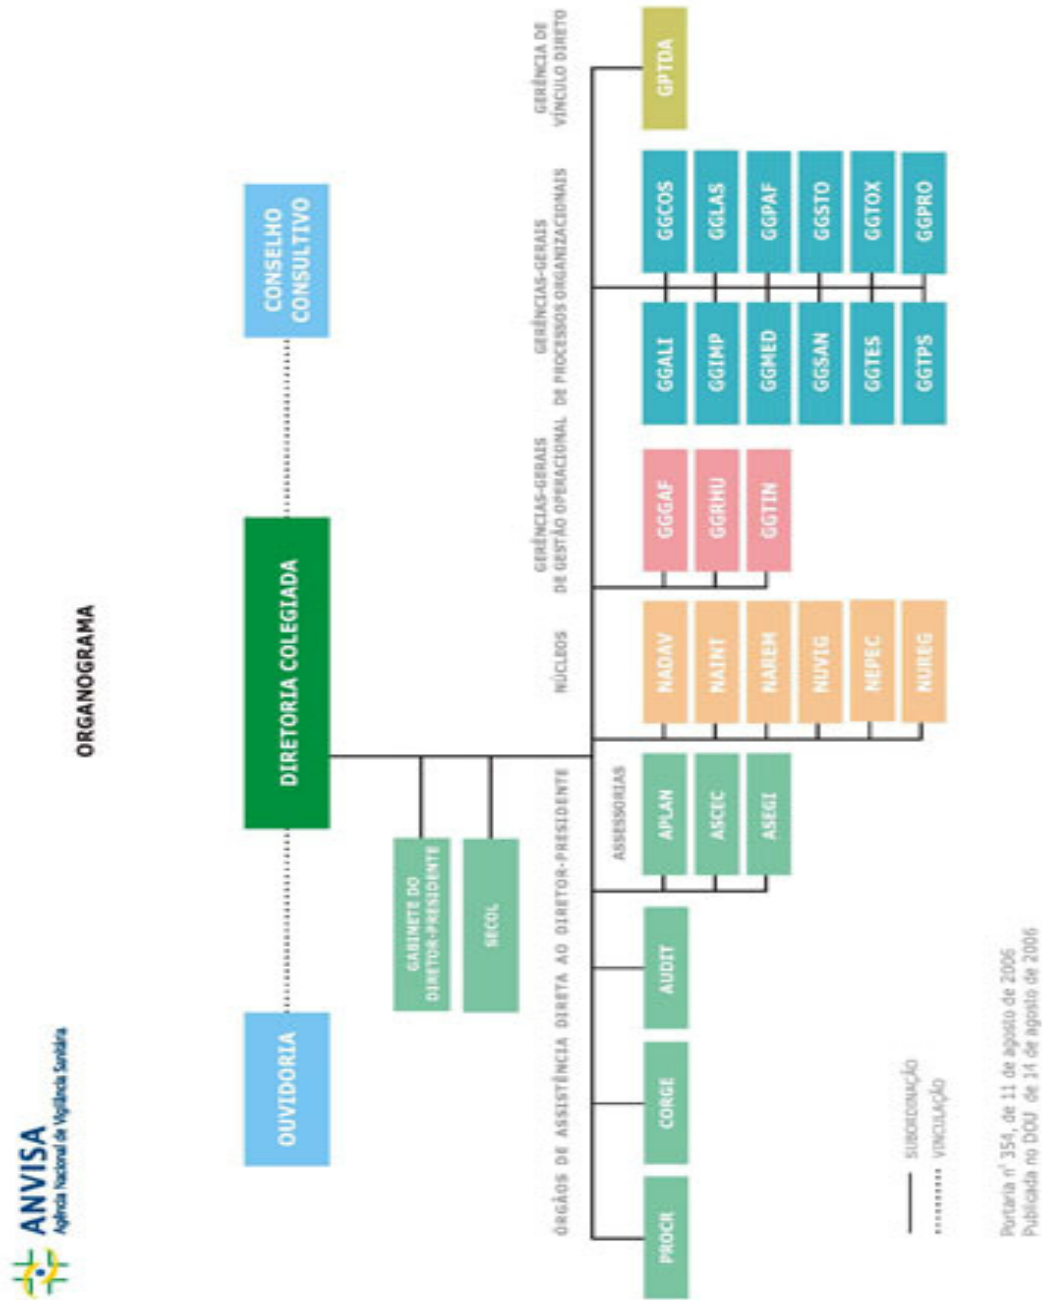 ANVISA
Agência Nacional de Vigilância Sanitária
ORGANOGRAMA
OUVIDORIA
DIRETORIA COLEGIADA
CONSELHO
CONSULTIVO
GABINETE DO
DIRETOR-PRESIDENTE
SECOL
ÓRGÃOS DE ASSISTÊNCIA DIRETA AO DIRETOR-PRESIDENTE
NÚCLEOS
GERÊNCIAS-GERAIS
DE GESTÃO OPERACIONAL
GERÊNCIAS-GERAIS
DE PROCESSOS ORGANIZACIONAIS
GERÊNCIA DE
VÍNCULO DIRETO
ASSESSORIAS
PROCR
CORGE
AUDIT
APLAN
ASCEC
ASEGI
NADAV
NAINT
NAREM
NUVIG
NEPEC
NUREG
GGGAF
GGRHU
GGTIN
GGALI
GGIMP
GGMED
GGSAN
GGTES
GGTPS
GGCOS
GGLAS
GGPAF
GGSTO
GGTOX
GGPRO
GPTDA
SUBORDINAÇÃO
VINCULAÇÃO
Portaria nº 354, de 11 de agosto de 2006
Publicada no DOU de 14 de agosto de 2006